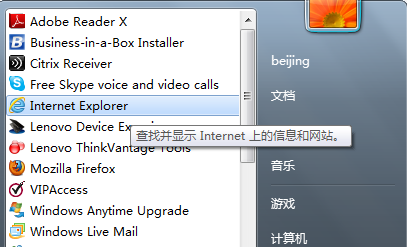 Adobe Reader X
Business-in-a-Box Installer
Citrix Receiver
Free Skype voice and video calls
Internet Explorer
Lenovo Device
Lenovo ThinkVantage Tools
Mozilla Firefox
VIPAccess
Windows Anytime Upgrade
Windows Live Mail
查找并显示 Internet 上的信息和网站。
beijing
文档
音乐
游戏
计算机